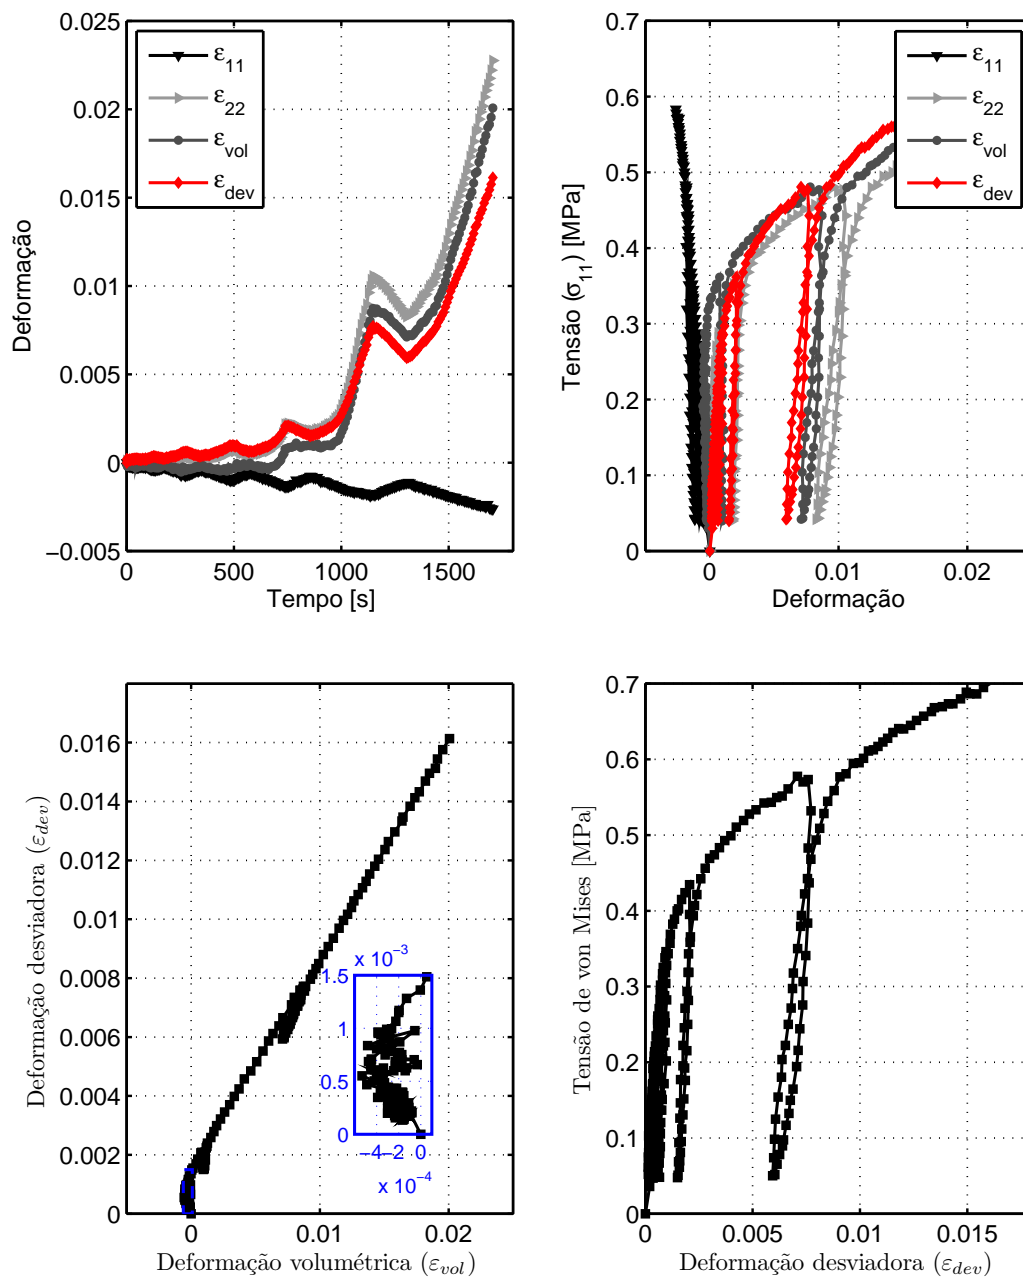 0.025
0.02
0.015
0.01
0.005
0
−0.005
Deformação
0
500
1000
1500
Tempo [s]
ε11
ε22
εvol
εdev
0.7
0.6
0.5
0.4
0.3
0.2
0.1
0
Tensão (σ11) [MPa]
0
0.01
0.02
Deformação
ε11
ε22
εvol
εdev
0.016
0.014
0.012
0.01
0.008
0.006
0.004
0.002
0
Deformação desviadora (εdev)
x 10−3
1.5
1
0.5
0
−4
−2
0
x 10−4
0
0.01
0.02
Deformação volumétrica (εvol)
0.7
0.6
0.5
0.4
0.3
0.2
0.1
0
Tensão de von Mises [MPa]
0
0.005
0.01
0.015
Deformação desviadora (εdev)